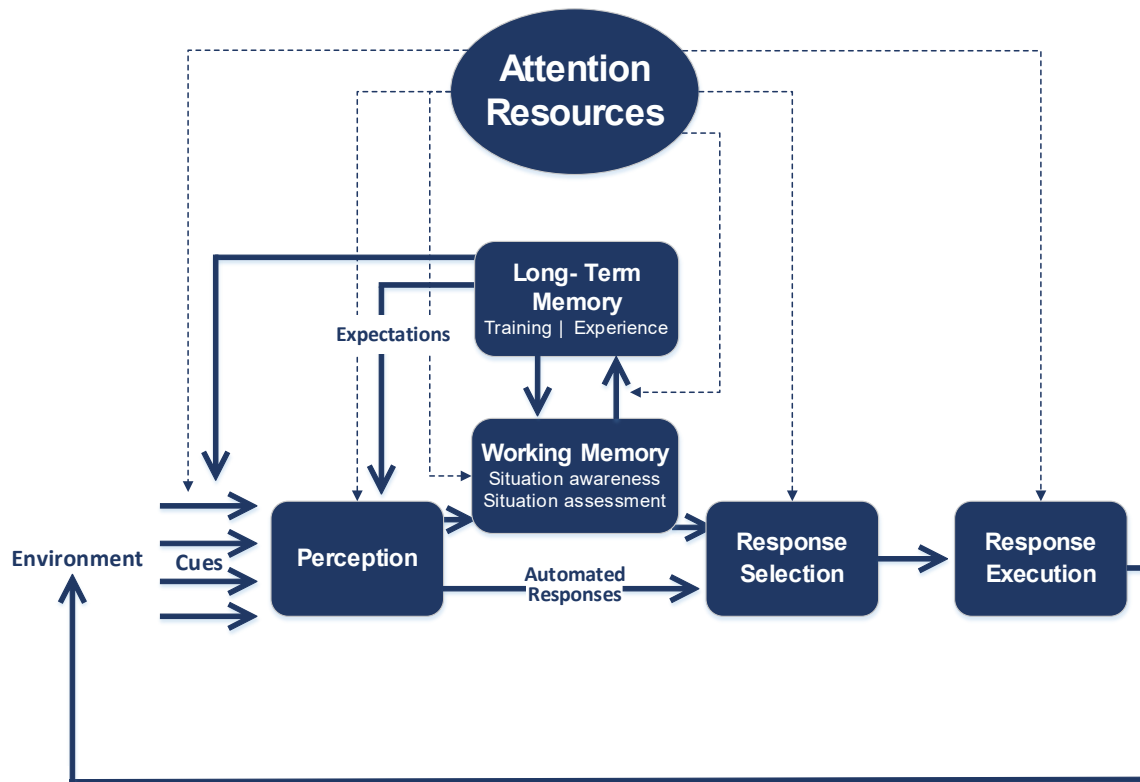 Attention
Resources
Long- Term
Memory
Training | Experience
Expectations
Working Memory
Situation awareness
Situation assessment
Environment
Cues
Perception
Automated
Responses
Response
Selection
Response
Execution